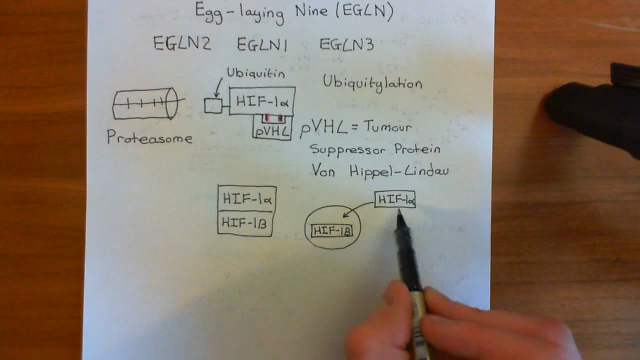 Egg-laying Nine (EGLN)
EGLN2 EGLN1 EGLN3
Ubiquitin
Ubiquitylation
HIF-1α
pVHL
Proteasome
pVHL = Tumour
Suppressor Protein
Von Hippel-Lindau
HIF-1α
HIF-1β
HIF-1α
HIF-1β